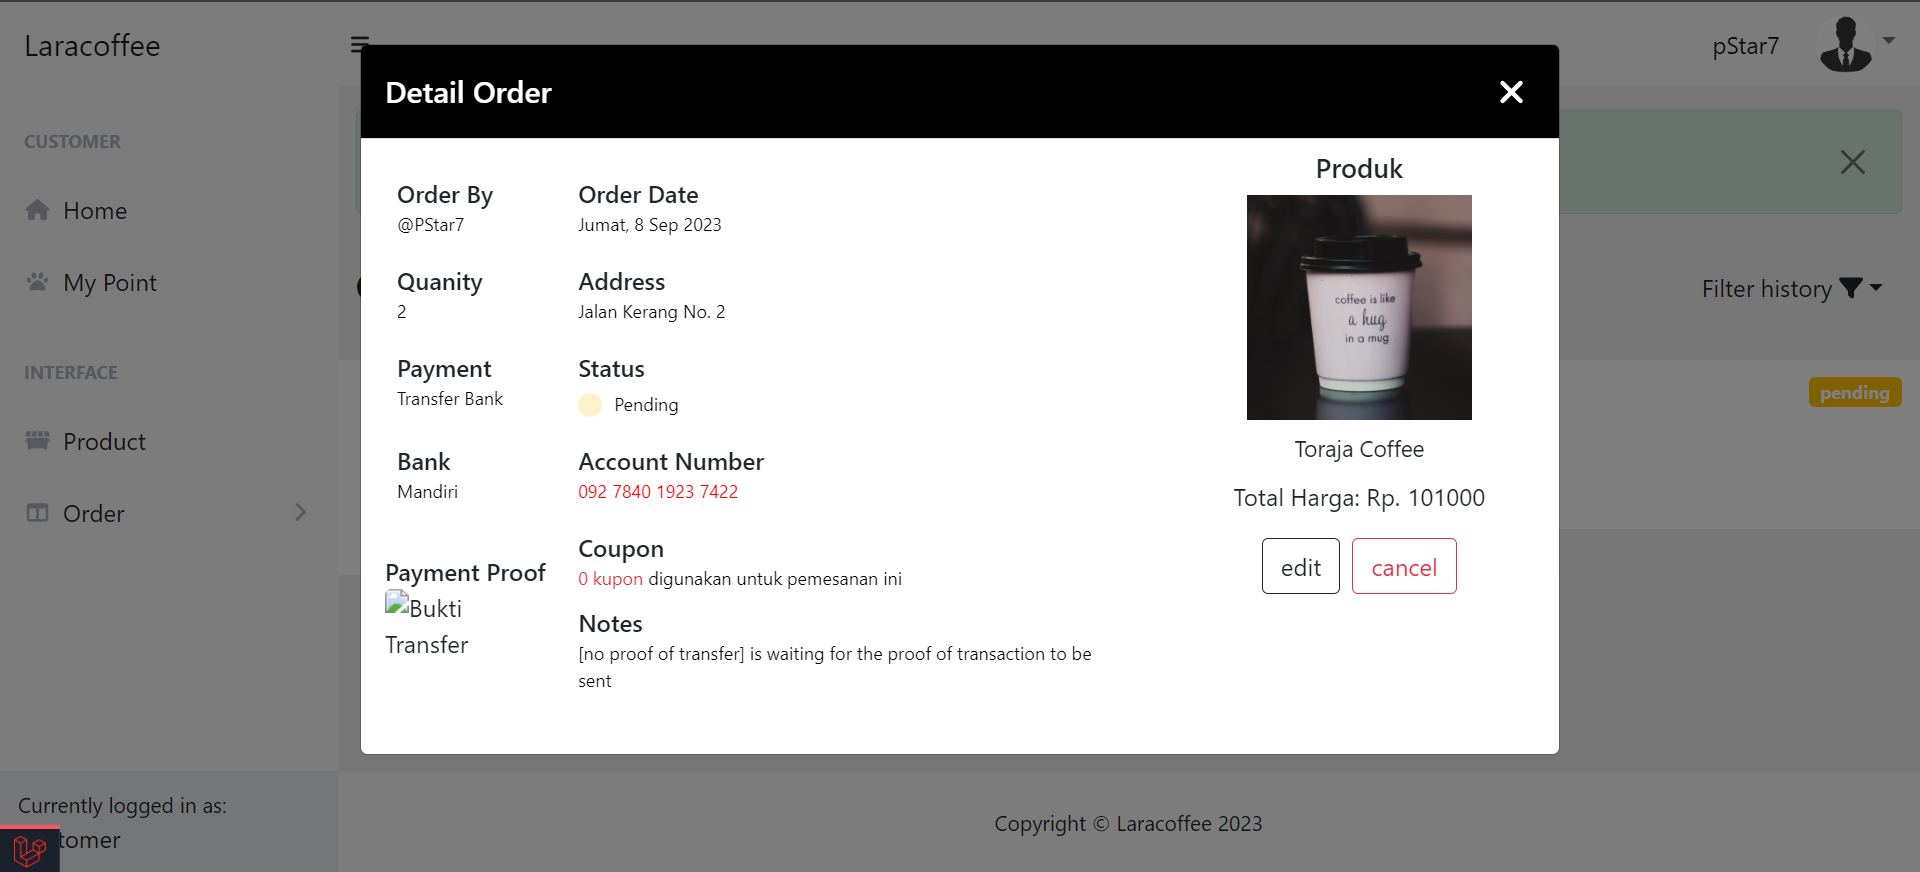 Laracoffee
pStar7
CUSTOMER
Home
My Point
INTERFACE
Product
Order
Currently logged in as:
tomer
Detail Order
Order By
@PStar7
Order Date
Jumat, 8 Sep 2023
Quanity
2
Address
Jalan Kerang No. 2
Payment
Transfer Bank
Status
Pending
Bank
Mandiri
Account Number
092 7840 1923 7422
Payment Proof
Bukti
Transfer
Coupon
0 kupon digunakan untuk pemesanan ini
Notes
[no proof of transfer] is waiting for the proof of transaction to be
sent
Produk
coffee is like
a hug
in a mug
Toraja Coffee
Total Harga: Rp. 101000
edit
cancel
Filter history
pending
Copyright © Laracoffee 2023